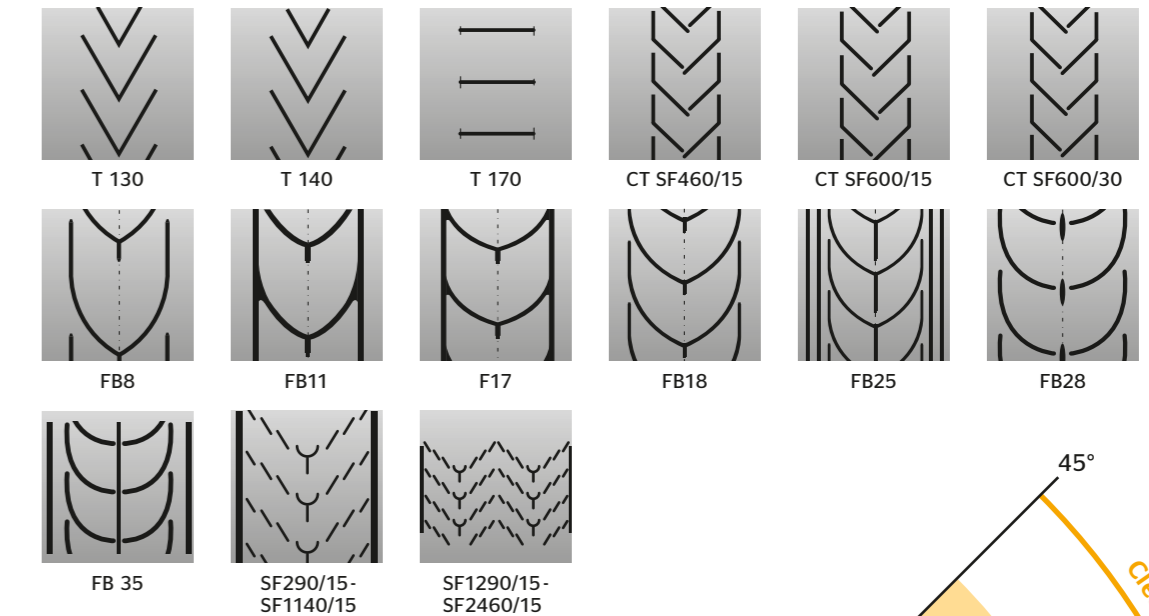 T 130
T 140
T 170
CT SF460/15
CT SF600/15
CT SF600/30
FB8
FB11
F17
FB18
FB25
FB28
45°
FB 35
SF290/15-
SF1140/15
SF1290/15-
SF2460/15